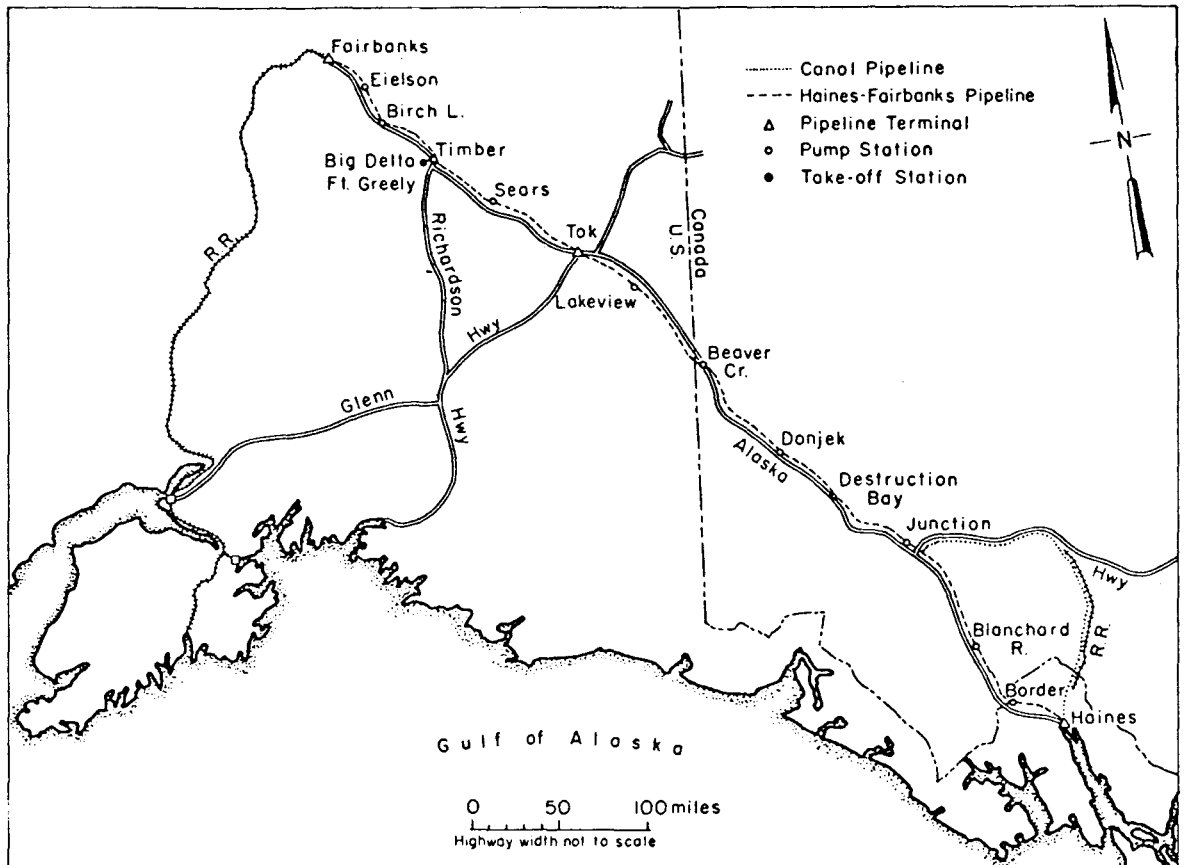 Fairbanks
Eielson
Birch L.
Timber
Big Delta
Ft. Greely
Sears
Tok
Lakeview
Richardson
Hwy
Glenn
Hwy
R.R.
Canada
U.S.
Canol Pipeline
Haines-Fairbanks Pipeline
Pipeline Terminal
Pump Station
Take-off Station
N
Beaver
Cr.
Alaska
Donjek
Destruction
Bay
Junction
Hwy
Blanchard
R.
R.R.
Border
Haines
Gulf of Alaska
0 50 100 miles
Highway width not to scale